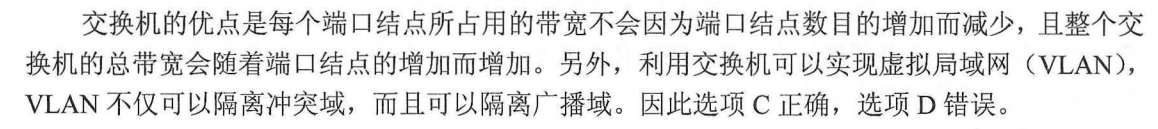 交换机的优点是每个端口结点所占用的带宽不会因为端口结点数目的增加而减少，且整个交
换机的总带宽会随着端口结点的增加而增加。另外，利用交换机可以实现虚拟局域网（VLAN），
VLAN 不仅可以隔离冲突域，而且可以隔离广播域。因此选项 C 正确，选项 D 错误。